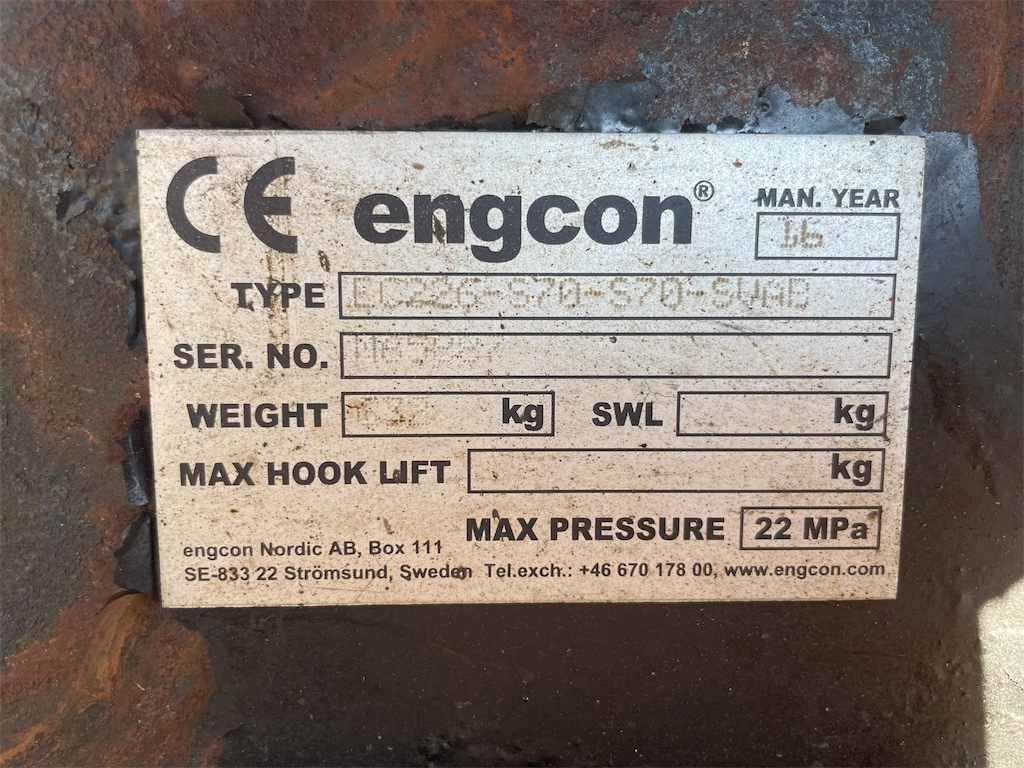 CE engcon® MAN. YEAR
16
TYPE EC226-S70-S70-SWAB
SER. NO.
WEIGHT kg SWL kg
MAX HOOK LIFT kg
MAX PRESSURE 22 MPa
engcon Nordic AB, Box 111
SE-833 22 Strömsund, Sweden Tel.exch.: +46 670 178 00, www.engcon.com